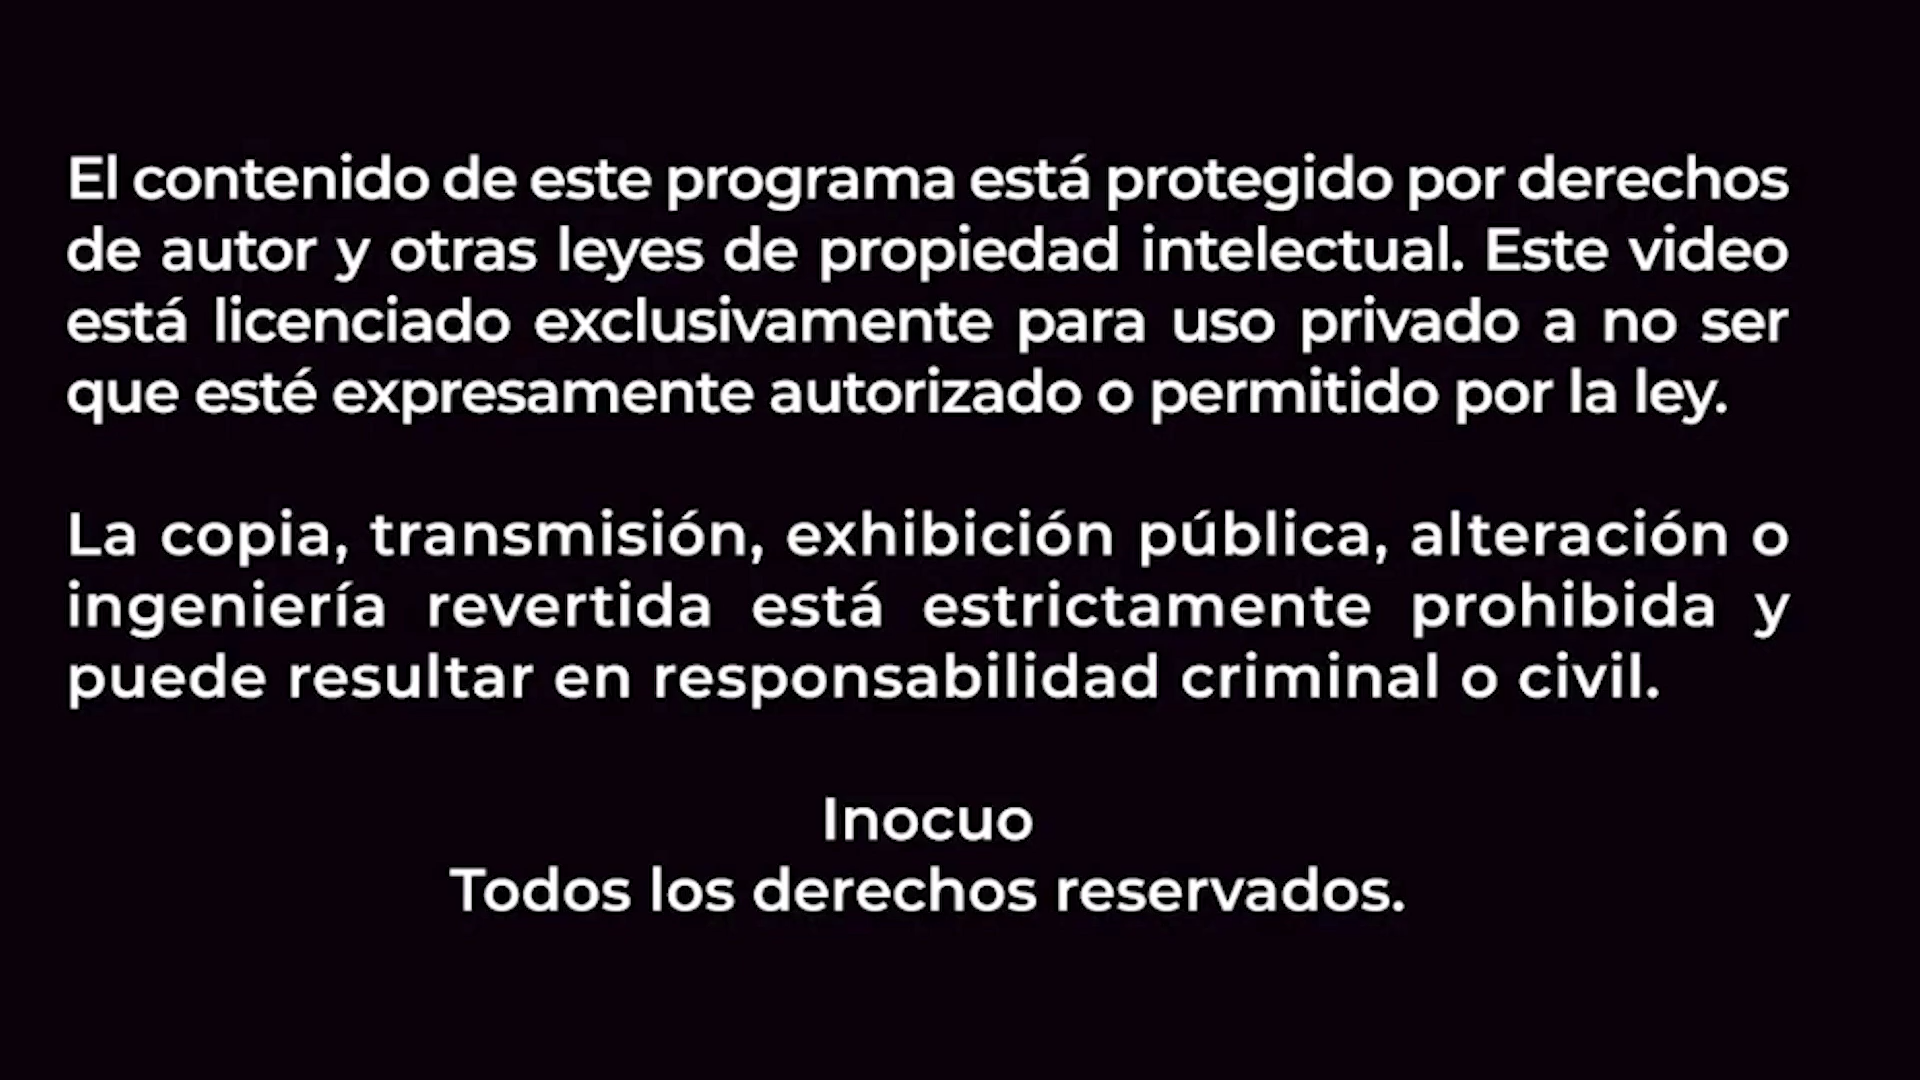 El contenido de este programa está protegido por derechos
de autor y otras leyes de propiedad intelectual. Este video
está licenciado exclusivamente para uso privado a no ser
que esté expresamente autorizado o permitido por la ley.
La copia, transmisión, exhibición pública, alteración o
ingeniería revertida está estrictamente prohibida y
puede resultar en responsabilidad criminal o civil.
Inocuo
Todos los derechos reservados.